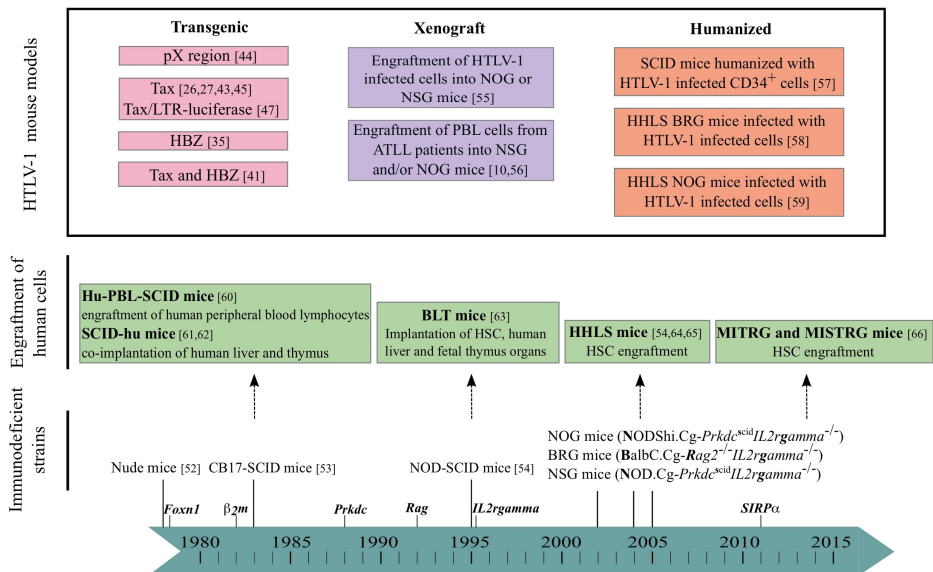 HTLV-1 mouse models
Transgenic
pX region [44]
Tax [26,27,43,45]
Tax/LTR-luciferase [47]
HBZ [35]
Tax and HBZ [41]
Xenograft
Engraftment of HTLV-1
infected cells into NOG or
NSG mice [55]
Engraftment of PBL cells from
ATLL patients into NSG
and/or NOG mice [10,56]
Humanized
SCID mice humanized with
HTLV-1 infected CD34⁺ cells [57]
HHLS BRG mice infected with
HTLV-1 infected cells [58]
HHLS NOG mice infected with
HTLV-1 infected cells [59]
Engraftment of
human cells
Hu-PBL-SCID mice [60]
engraftment of human peripheral blood lymphocytes
SCID-hu mice [61,62]
co-implantation of human liver and thymus
BLT mice [63]
Implantation of HSC, human
liver and fetal thymus organs
HHLS mice [54,64,65]
HSC engraftment
MITRG and MISTRG mice [66]
HSC engraftment
Immunodeficient
strains
Nude mice [52]
CB17-SCID mice [53]
NOD-SCID mice [54]
NOG mice (NODShi.Cg-PrkdcˢᶜⁱᵈIL2rgamma⁻/⁻)
BRG mice (BalbC.Cg-Rag2⁻/⁻IL2rgamma⁻/⁻)
NSG mice (NOD.Cg-PrkdcˢᶜⁱᵈIL2rgamma⁻/⁻)
Foxn1
β2m
Prkdc
Rag
IL2rgamma
SIRPα
1980 1985 1990 1995 2000 2005 2010 2015